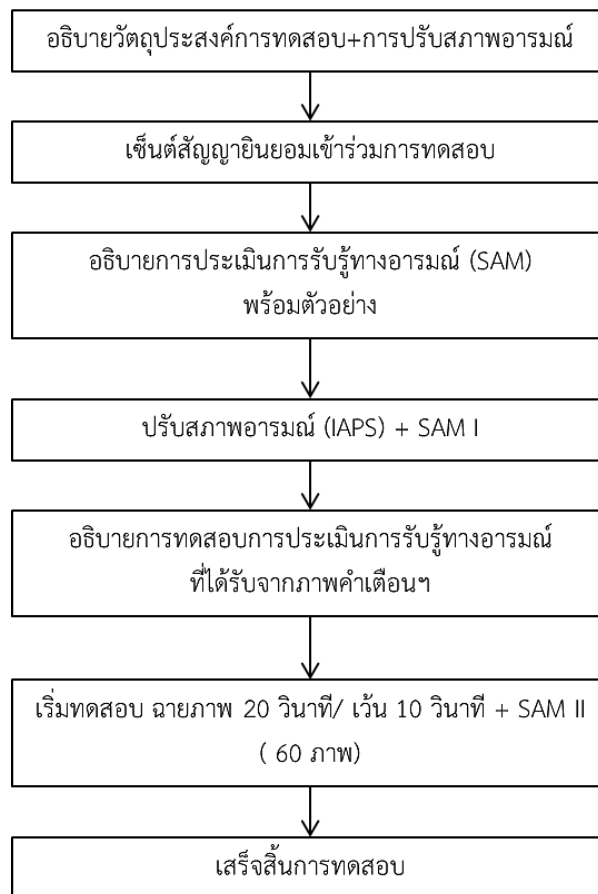 อธิบายวัตถุประสงค์การทดสอบ+การปรับสภาพอารมณ์
เซ็นต์สัญญายินยอมเข้าร่วมการทดสอบ
อธิบายการประเมินการรับรู้ทางอารมณ์ (SAM)
พร้อมตัวอย่าง
ปรับสภาพอารมณ์ (IAPS) + SAM I
อธิบายการทดสอบการประเมินการรับรู้ทางอารมณ์
ที่ได้รับจากภาพคำเตือนฯ
เริ่มทดสอบ ฉายภาพ 20 วินาที/ เว้น 10 วินาที + SAM II
( 60 ภาพ)
เสร็จสิ้นการทดสอบ